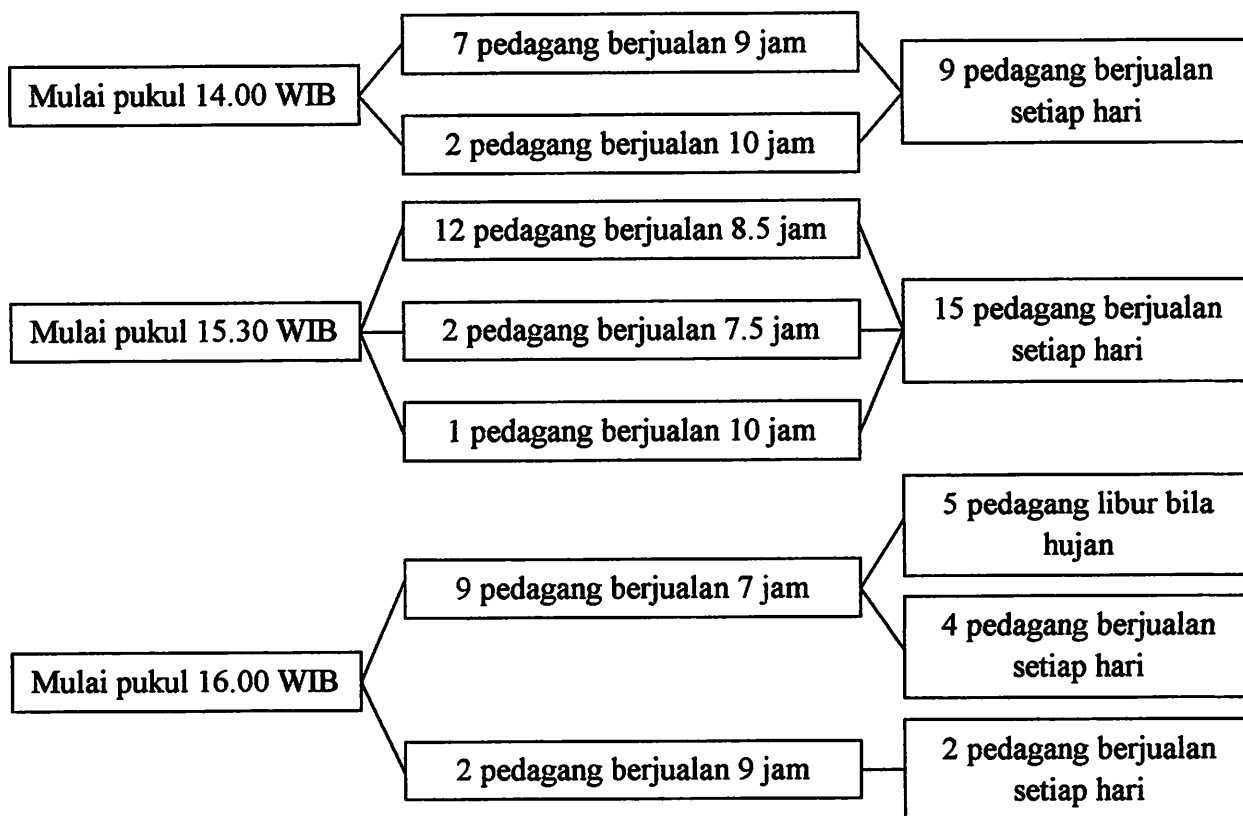 Mulai pukul 14.00 WIB
7 pedagang berjualan 9 jam
2 pedagang berjualan 10 jam
9 pedagang berjualan
setiap hari
Mulai pukul 15.30 WIB
12 pedagang berjualan 8.5 jam
2 pedagang berjualan 7.5 jam
1 pedagang berjualan 10 jam
15 pedagang berjualan
setiap hari
Mulai pukul 16.00 WIB
9 pedagang berjualan 7 jam
5 pedagang libur bila
hujan
4 pedagang berjualan
setiap hari
2 pedagang berjualan 9 jam
2 pedagang berjualan
setiap hari